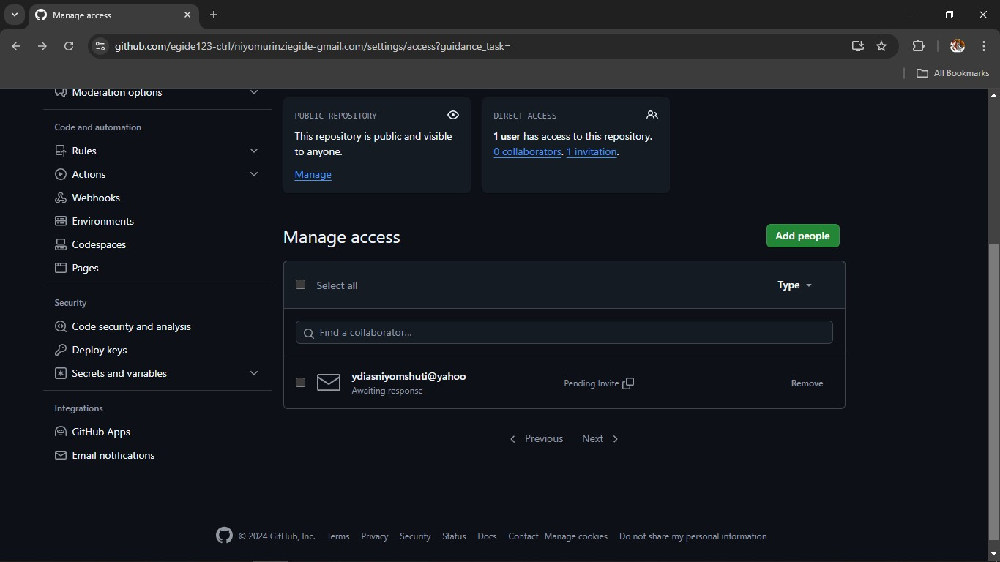 Manage access
github.com/egide123-ctrl/niyomurinziegide-gmail.com/settings/access?guidance_task=
All Bookmarks
Moderation options
Code and automation
Rules
Actions
Webhooks
Environments
Codespaces
Pages
Security
Code security and analysis
Deploy keys
Secrets and variables
Integrations
GitHub Apps
Email notifications
PUBLIC REPOSITORY
This repository is public and visible
to anyone.
Manage
DIRECT ACCESS
1 user has access to this repository.
0 collaborators. 1 invitation.
Manage access
Add people
Select all
Type
Find a collaborator...
ydiasniyomshuti@yahoo
Awaiting response
Pending Invite
Remove
Previous Next
© 2024 GitHub, Inc. Terms Privacy Security Status Docs Contact Manage cookies Do not share my personal information